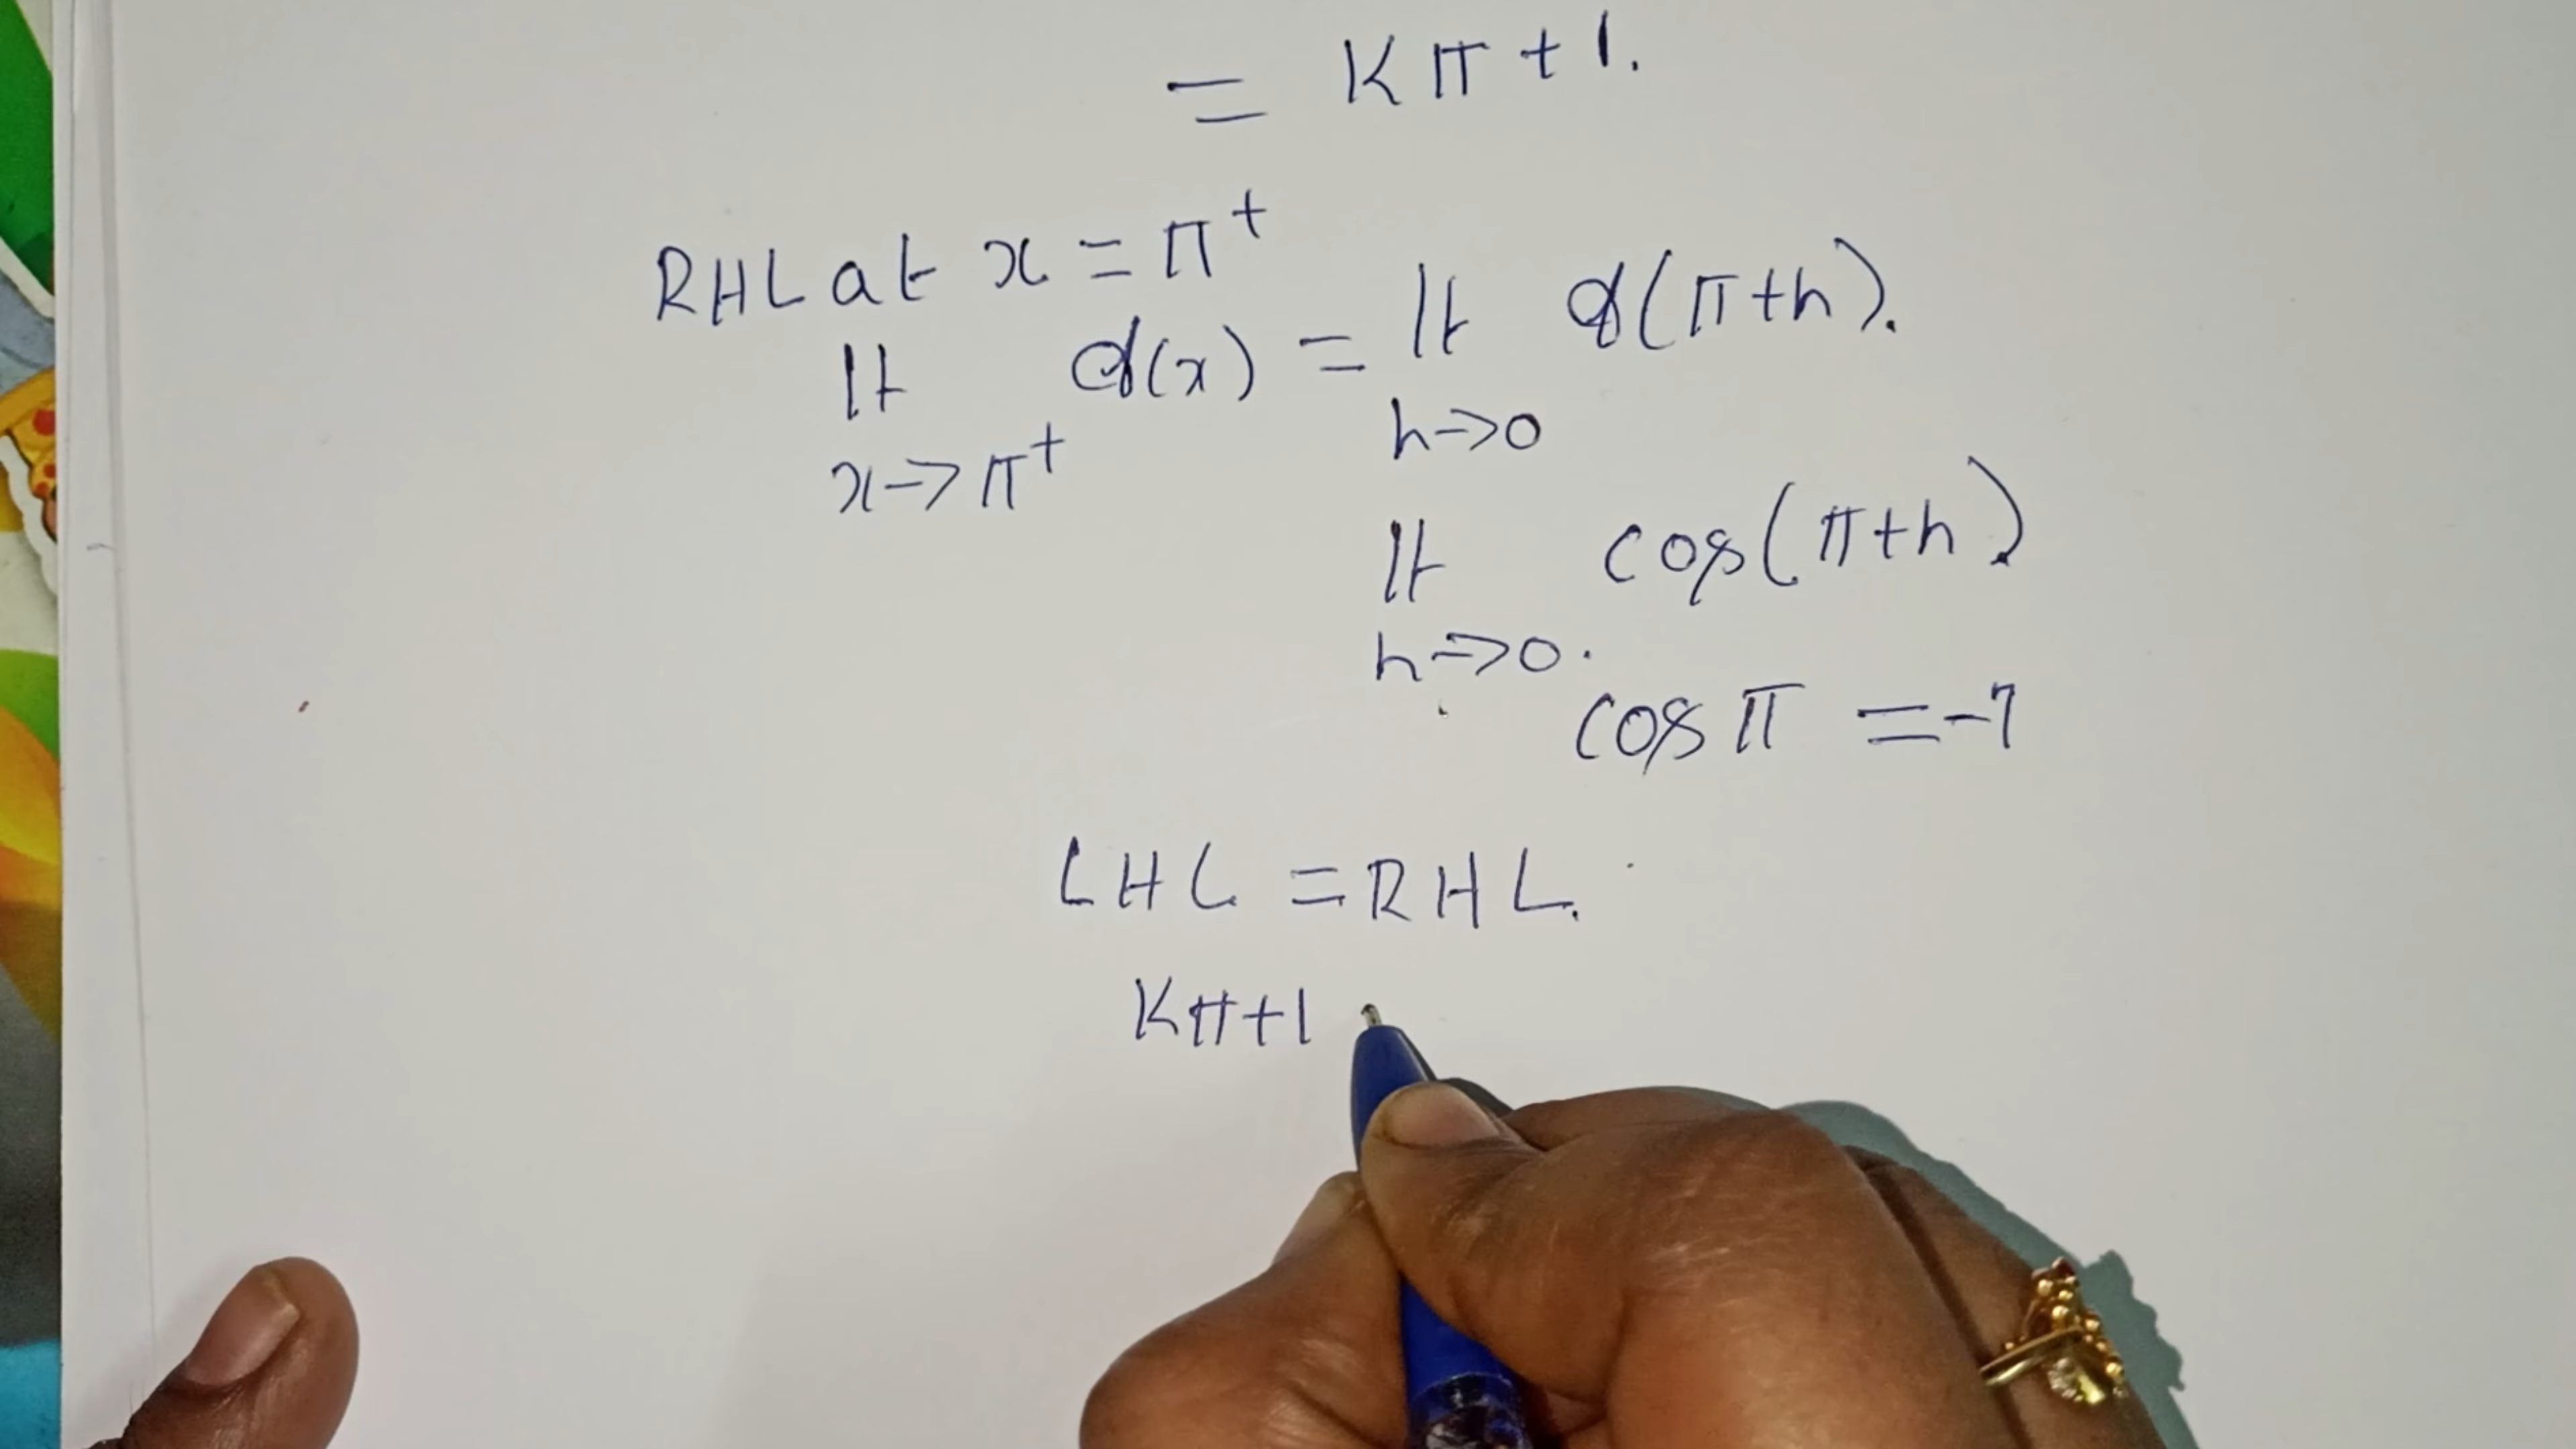 = Kπ + 1.
RHL at x = π⁺
lt f(x) = lt f(π+h).
x→π⁺ h→0
lt cos(π+h)
h→0.
cos π = -1
LHL = RHL.
Kπ+1